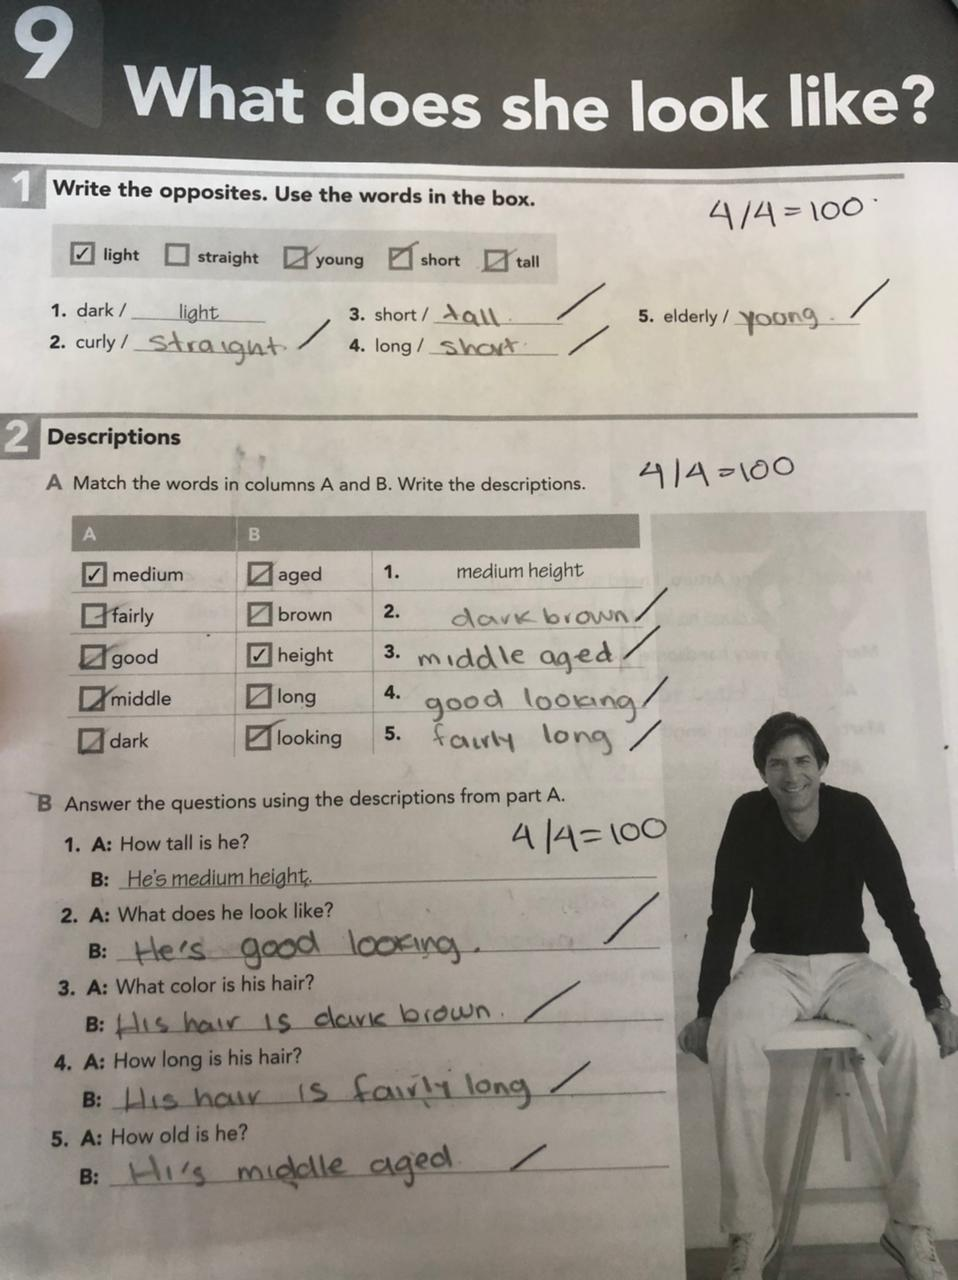 9
What does she look like?
1 Write the opposites. Use the words in the box.
4/4=100
light straight young short tall
1. dark / light 3. short / tall 5. elderly / yoong
2. curly / straight 4. long / short
2 Descriptions
A Match the words in columns A and B. Write the descriptions.
4/4=100
A B
medium aged 1. medium height
fairly brown 2. dark brown
good height 3. middle aged
middle long 4. good looking
dark looking 5. fairly long
B Answer the questions using the descriptions from part A.
4/4=100
1. A: How tall is he?
B: He's medium height.
2. A: What does he look like?
B: He's good looking.
3. A: What color is his hair?
B: His hair is dark brown.
4. A: How long is his hair?
B: His hair is fairly long
5. A: How old is he?
B: Hi's middle aged.